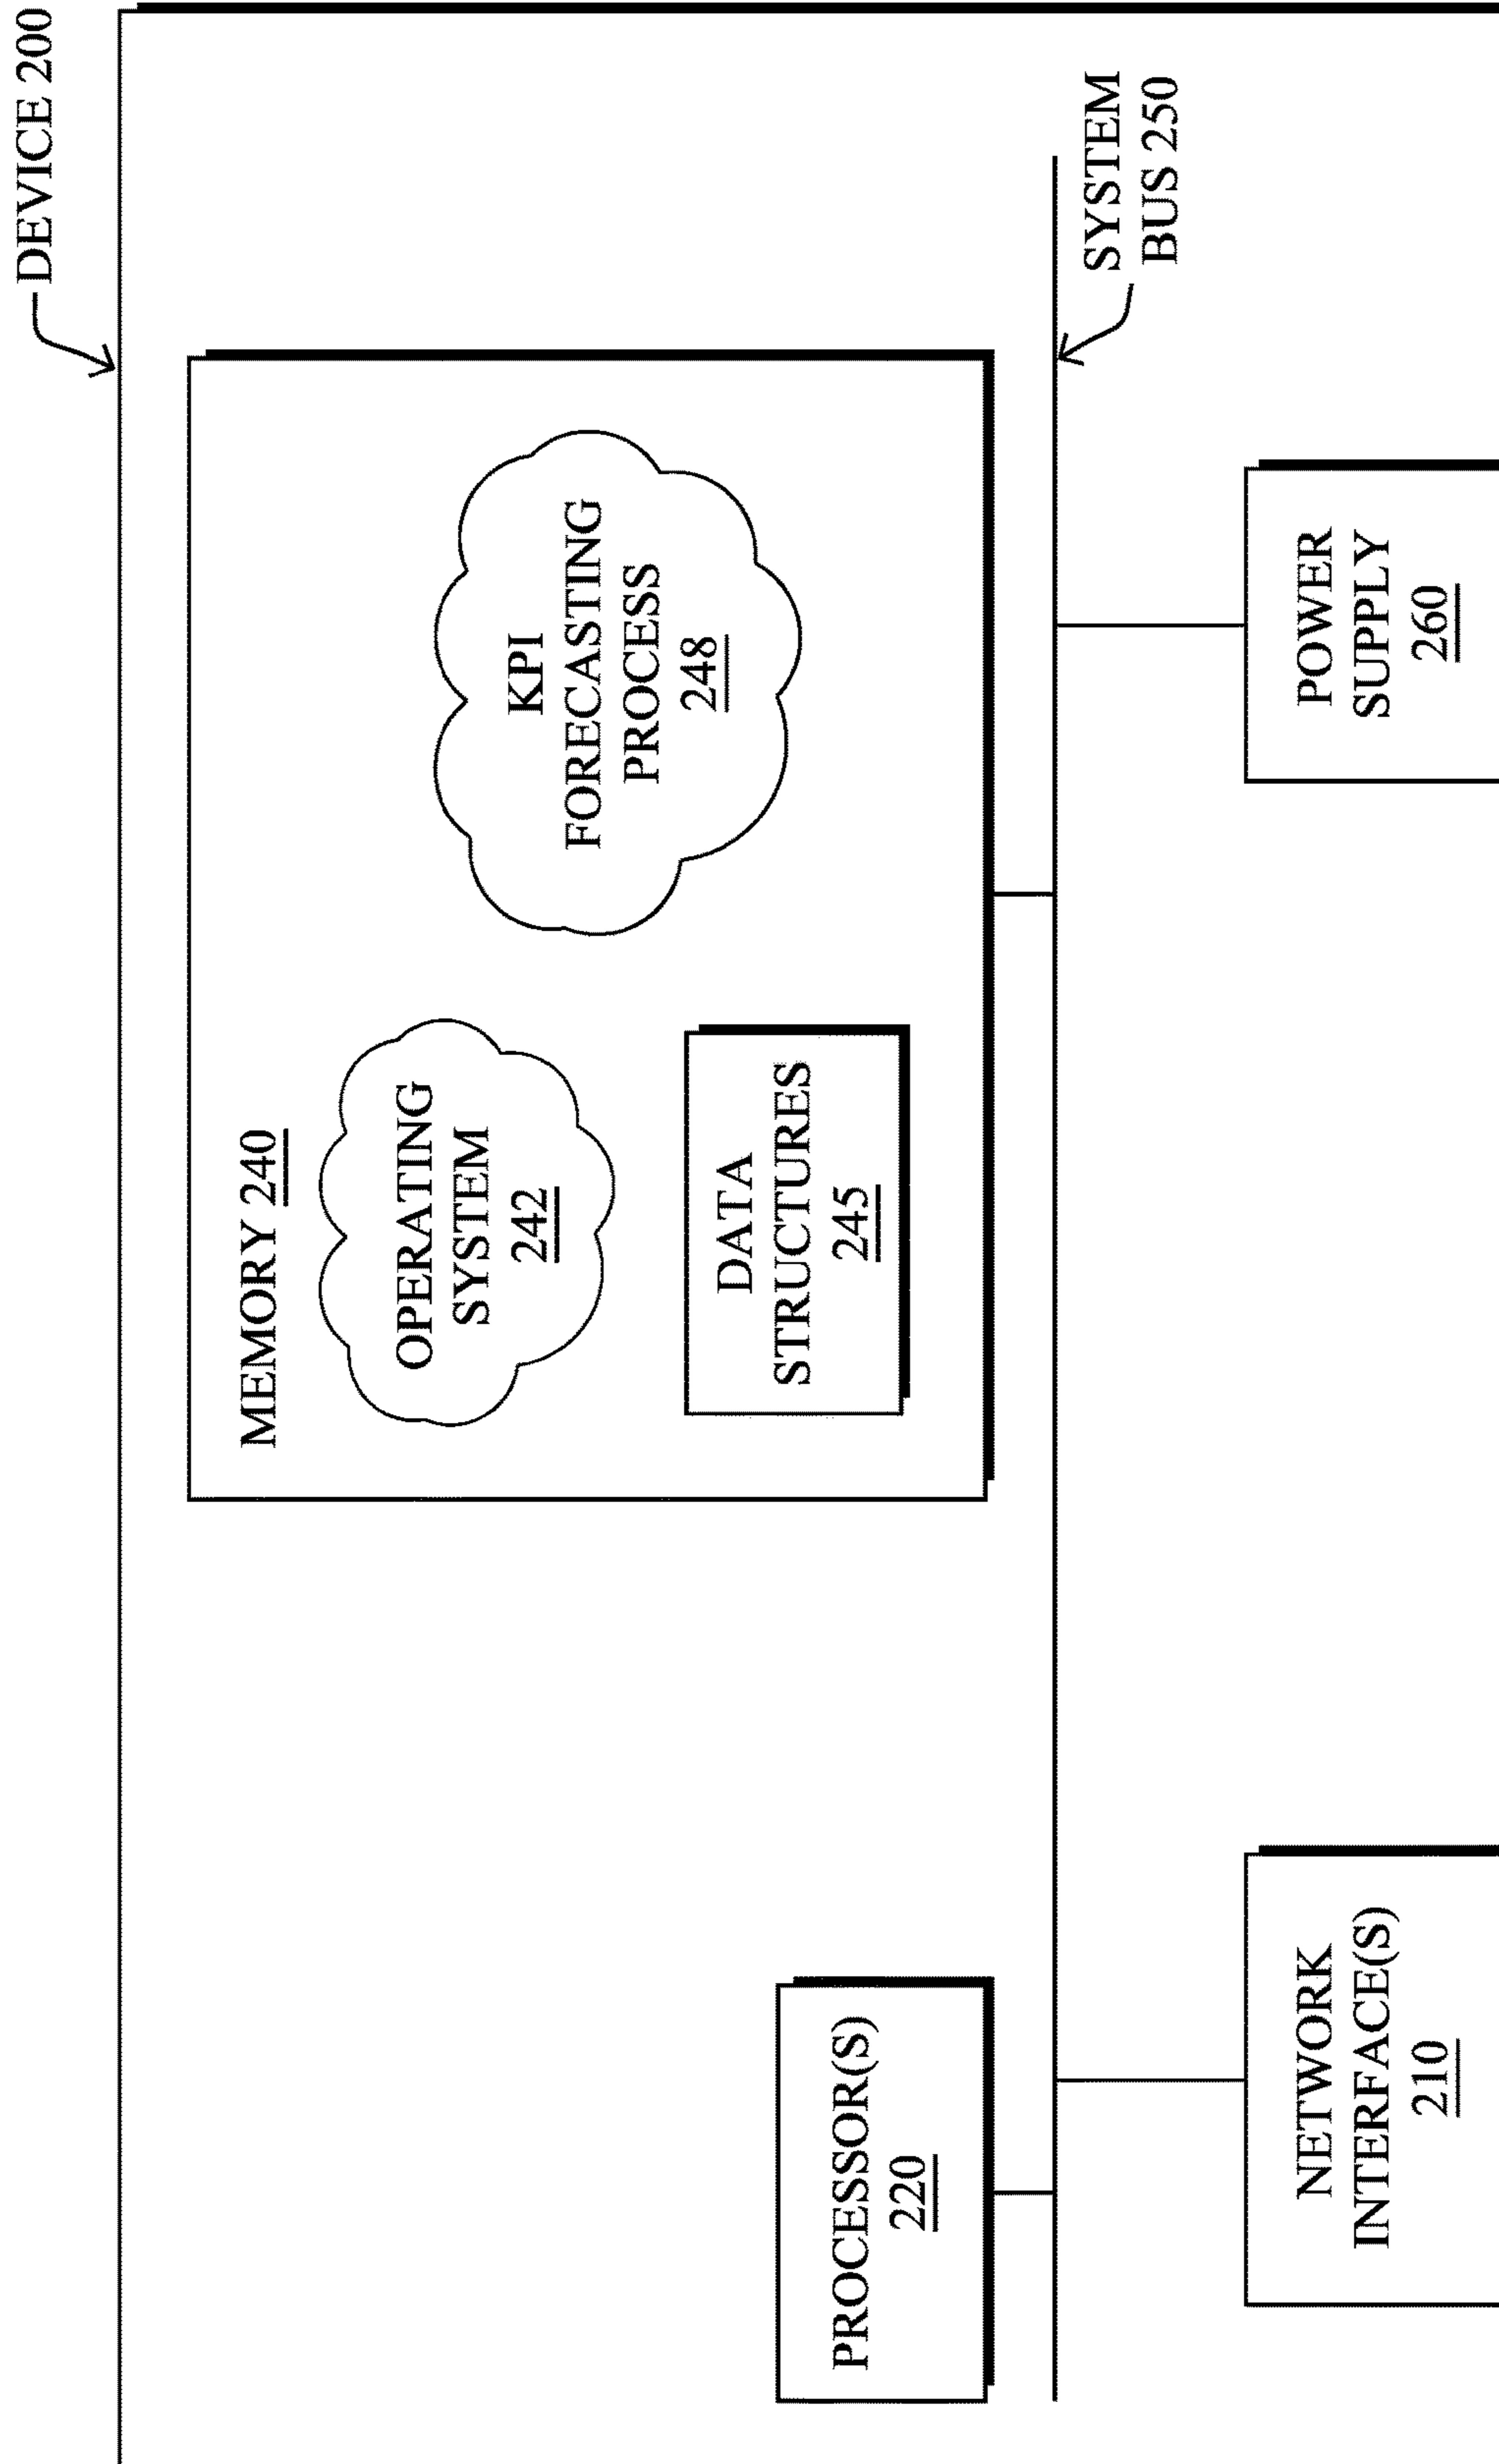 DEVICE 200
MEMORY 240
OPERATING
SYSTEM
242
DATA
STRUCTURES
245
KPI
FORECASTING
PROCESS
248
PROCESSOR(S)
220
SYSTEM
BUS 250
NETWORK
INTERFACE(S)
210
POWER
SUPPLY
260